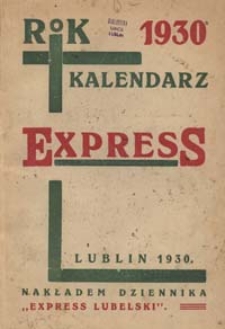 ROK 1930
KALENDARZ
EXPRESS
LUBLIN 1930.
NAKŁADEM DZIENNIKA
„EXPRESS LUBELSKI".